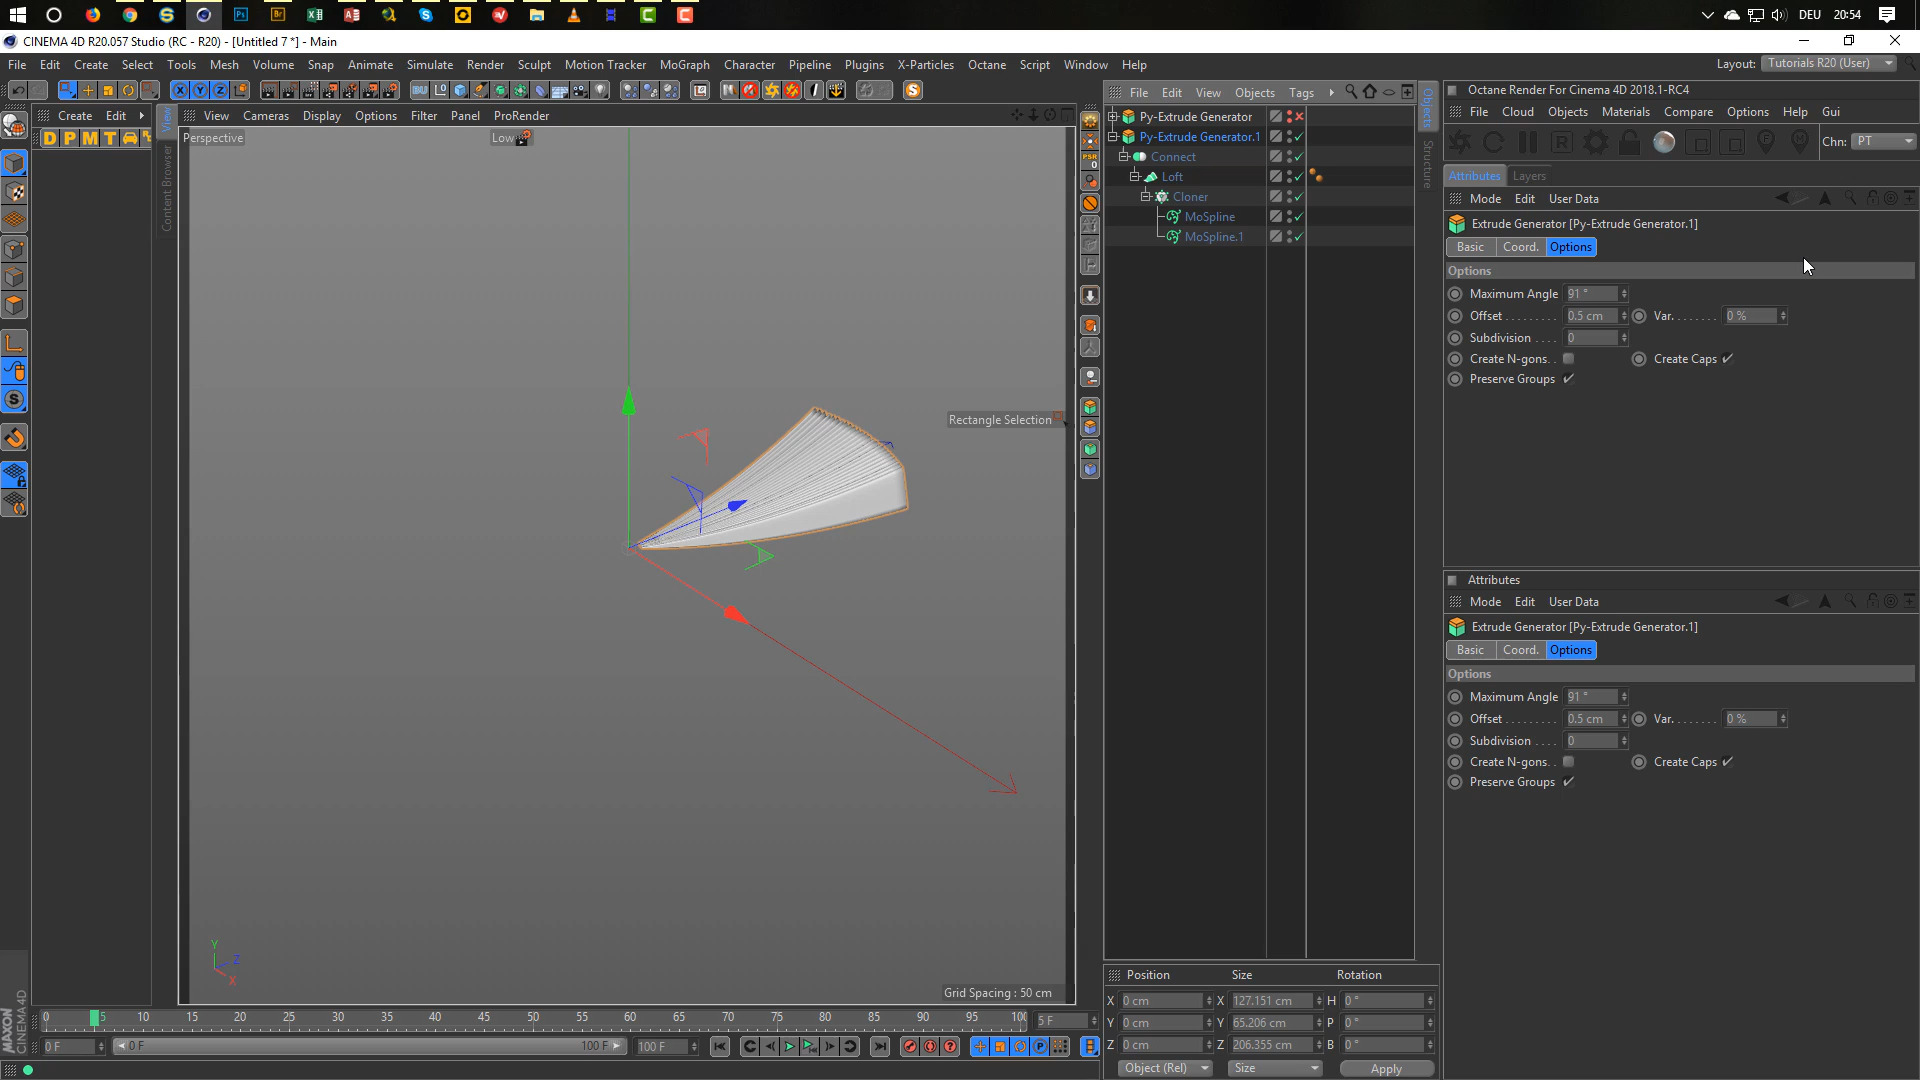 DEU 20:54
CINEMA 4D R20.057 Studio (RC - R20) - [Untitled 7 *] - Main
File Edit Create Select Tools Mesh Volume Snap Animate Simulate Render Sculpt Motion Tracker MoGraph Character Pipeline Plugins X-Particles Octane Script Window Help
Layout: Tutorials R20 (User)
Create Edit
View
View Cameras Display Options Filter Panel ProRender
D P M T
Content Browser
Perspective
Low
Rectangle Selection
Grid Spacing : 50 cm
Y
Z
X
PSR
0
File Edit View Objects Tags
Objects
Structure
Py-Extrude Generator
Py-Extrude Generator.1
Connect
Loft
Cloner
MoSpline
MoSpline.1
Octane Render For Cinema 4D 2018.1-RC4
File Cloud Objects Materials Compare Options Help Gui
Chn: PT
Attributes Layers
Mode Edit User Data
Extrude Generator [Py-Extrude Generator.1]
Basic Coord. Options
Options
Maximum Angle 91 °
Offset . . . . . . . . . 0.5 cm Var. . . . . . . . 0 %
Subdivision . . . . 0
Create N-gons. . Create Caps
Preserve Groups
Attributes
Mode Edit User Data
Extrude Generator [Py-Extrude Generator.1]
Basic Coord. Options
Options
Maximum Angle 91 °
Offset . . . . . . . . . 0.5 cm Var. . . . . . . . 0 %
Subdivision . . . . 0
Create N-gons. . Create Caps
Preserve Groups
Position Size Rotation
X 0 cm X 127.151 cm H 0 °
Y 0 cm Y 65.206 cm P 0 °
Z 0 cm Z 206.355 cm B 0 °
Object (Rel) Size Apply
0 5 10 15 20 25 30 35 40 45 50 55 60 65 70 75 80 85 90 95 100 5 F
0 F 0 F 100 F 100 F
MAXON
CINEMA 4D